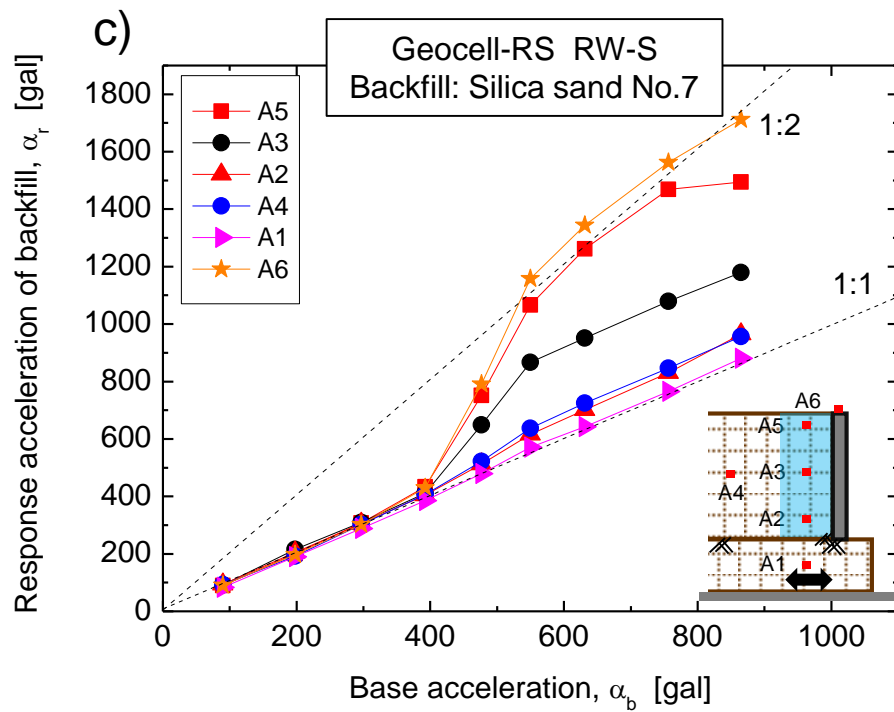 c)
Geocell-RS RW-S
Backfill: Silica sand No.7
Response acceleration of backfill, αr [gal]
1800
1600
1400
1200
1000
800
600
400
200
0
A5
A3
A2
A4
A1
A6
1:2
1:1
A6
A5
A3
A4
A2
A1
0 200 400 600 800 1000
Base acceleration, αb [gal]